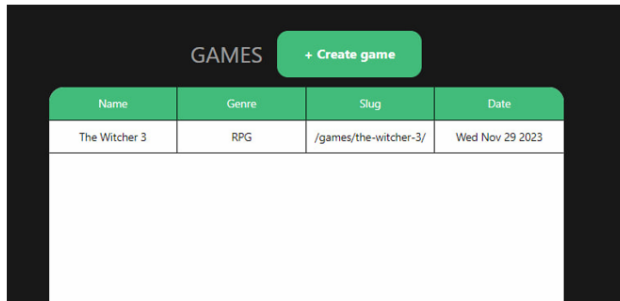 GAMES + Create game
Name Genre Slug Date
The Witcher 3 RPG /games/the-witcher-3/ Wed Nov 29 2023